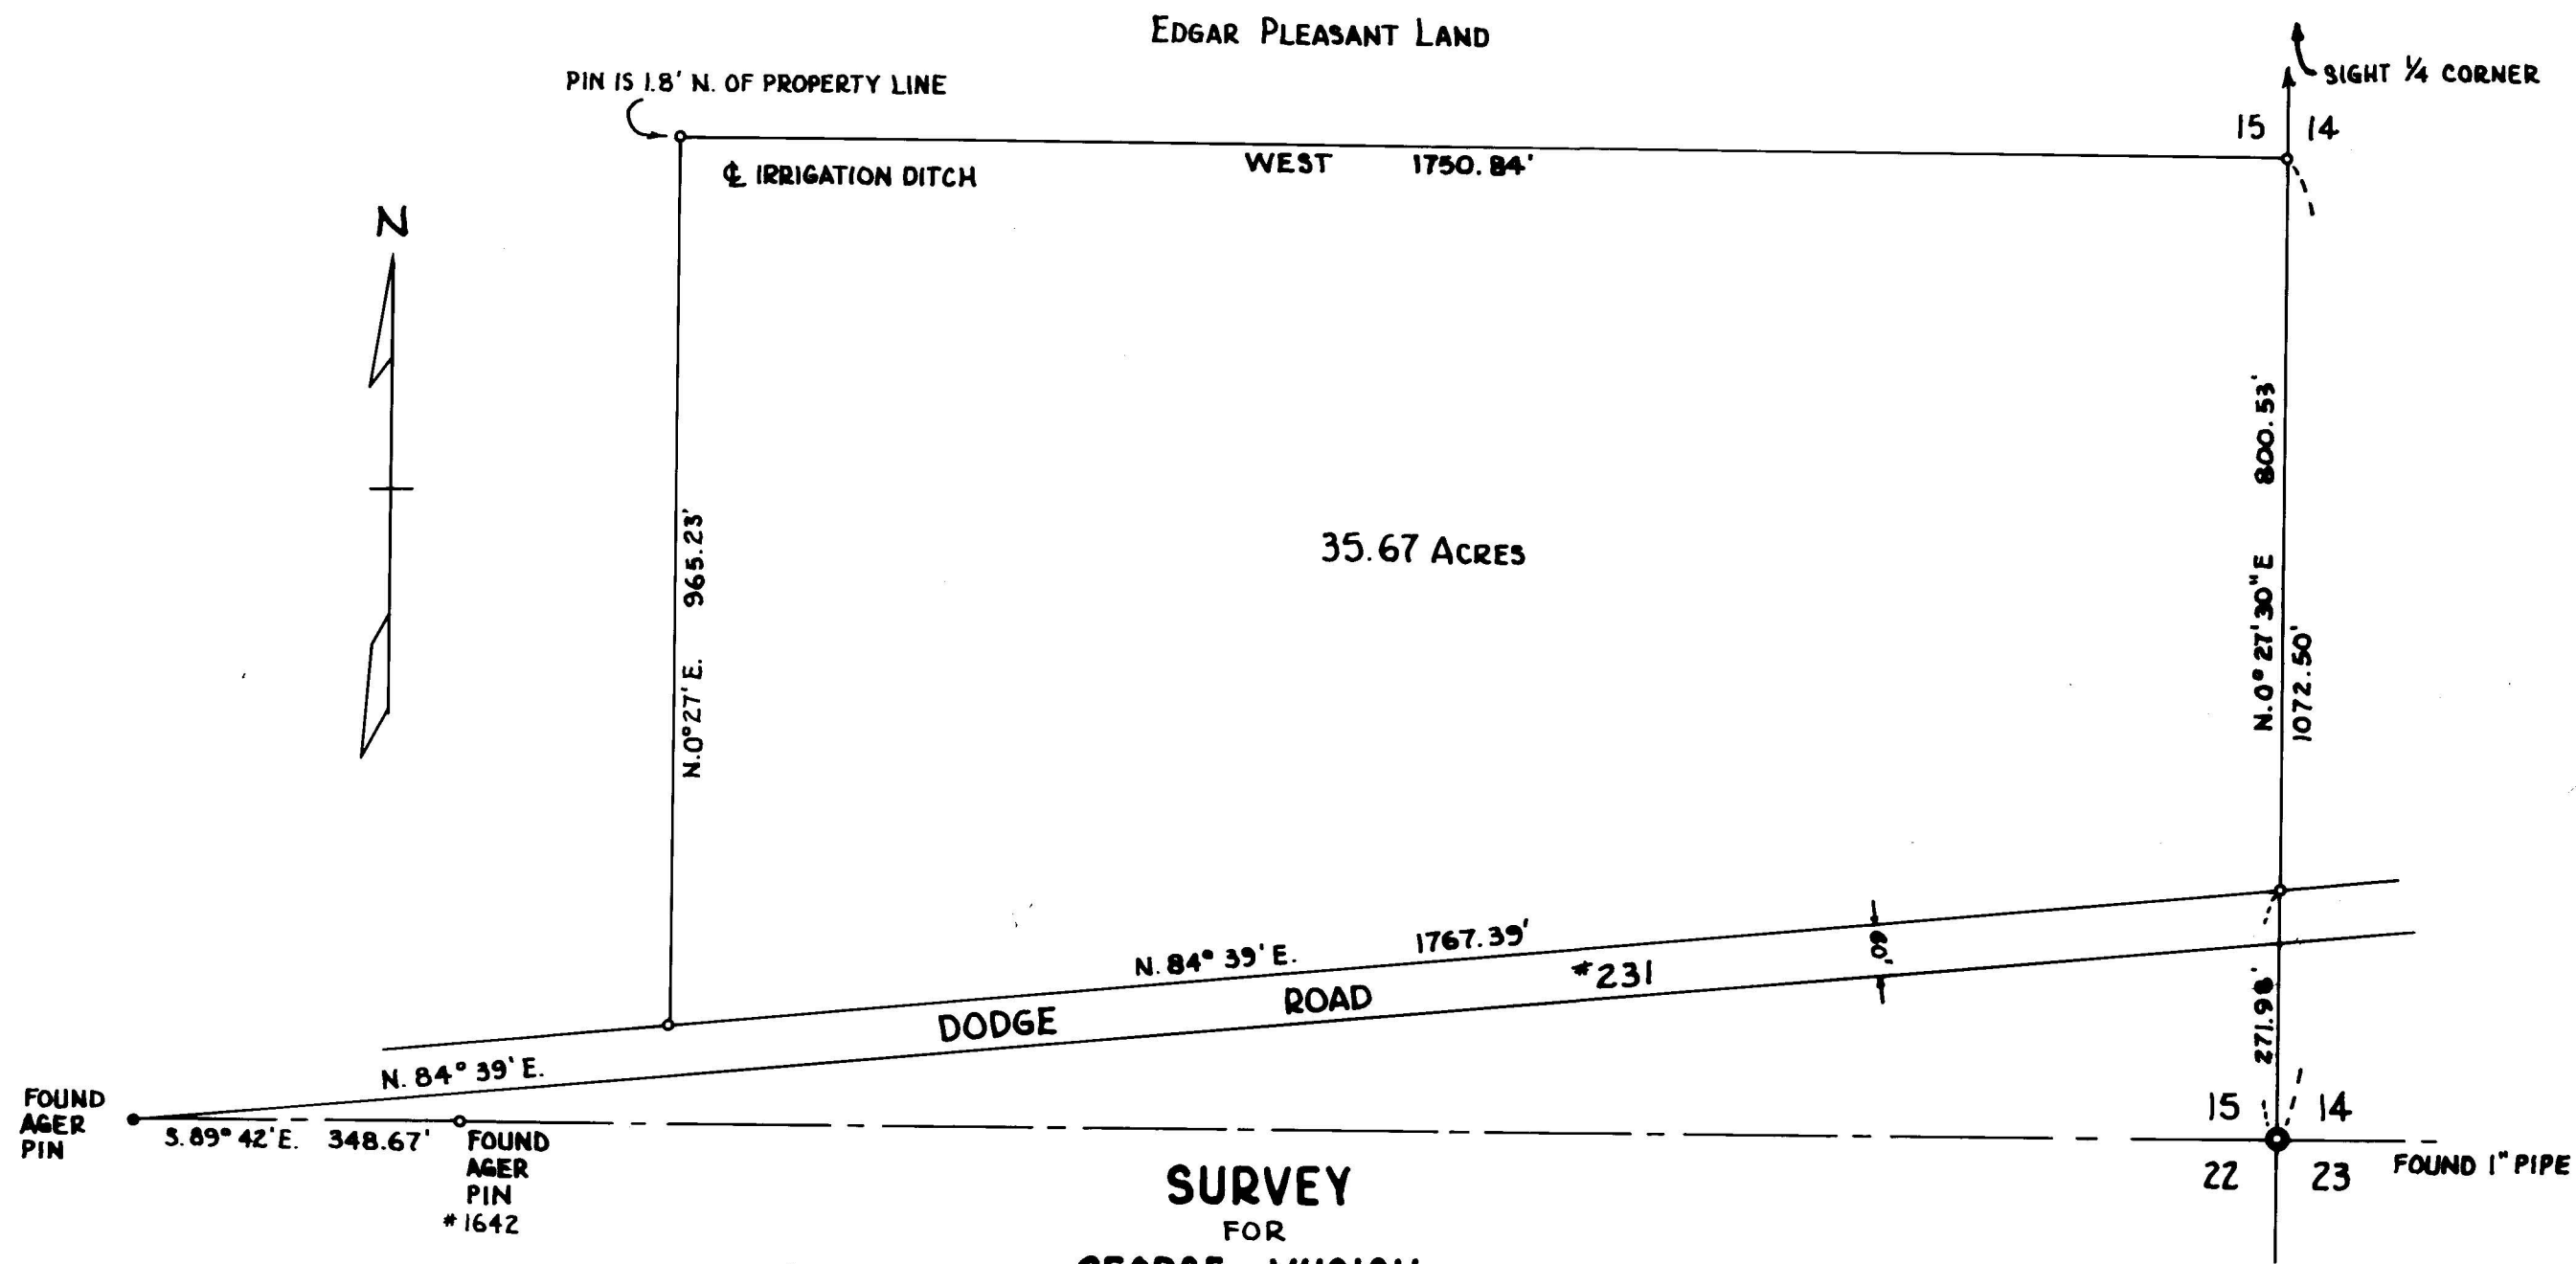 EDGAR PLEASANT LAND
PIN IS 1.8' N. OF PROPERTY LINE
SIGHT ¼ CORNER
15 14
℄ IRRIGATION DITCH
WEST 1750.84'
N
N.0°27'E. 965.23'
35.67 ACRES
N.0°27'30"E 800.53'
1072.50'
N. 84° 39' E. 1767.39'
60'
DODGE ROAD #231
N. 84° 39' E.
271.98'
FOUND
AGER
PIN
S.89° 42' E. 348.67'
FOUND
AGER
PIN
#1642
15 14
22 23
FOUND 1" PIPE
SURVEY
FOR
GEORGE